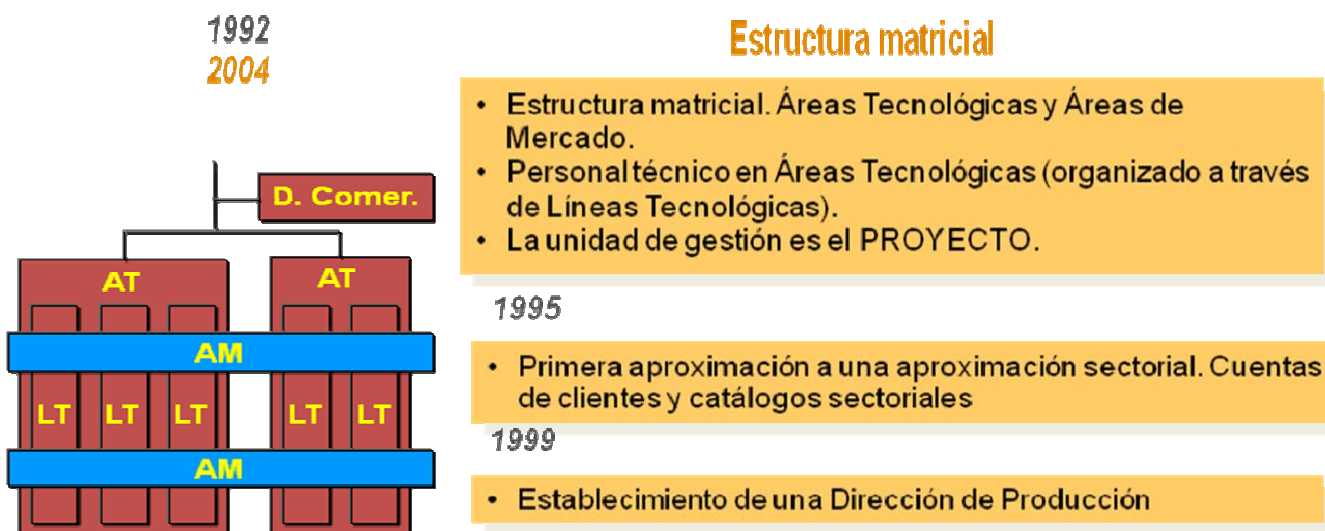 1992
2004
Estructura matricial
• Estructura matricial. Áreas Tecnológicas y Áreas de
Mercado.
• Personal técnico en Áreas Tecnológicas (organizado a través
de Líneas Tecnológicas).
• La unidad de gestión es el PROYECTO.
D. Comer.
AT
AT
AM
LT
LT
LT
LT
LT
AM
1995
• Primera aproximación a una aproximación sectorial. Cuentas
de clientes y catálogos sectoriales
1999
• Establecimiento de una Dirección de Producción